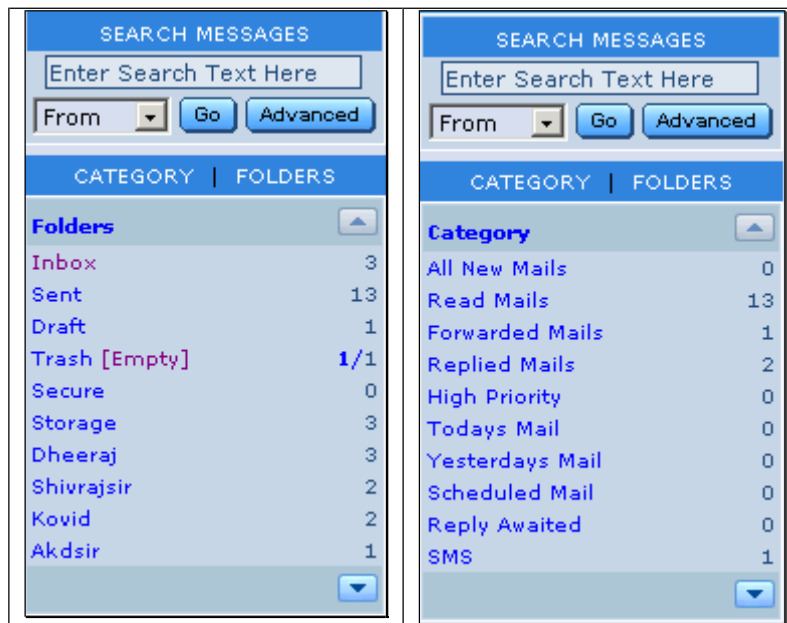 SEARCH MESSAGES
Enter Search Text Here
From Go Advanced
CATEGORY | FOLDERS
Folders
Inbox 3
Sent 13
Draft 1
Trash [Empty] 1/1
Secure 0
Storage 3
Dheeraj 3
Shivrajsir 2
Kovid 2
Akdsir 1
SEARCH MESSAGES
Enter Search Text Here
From Go Advanced
CATEGORY | FOLDERS
Category
All New Mails 0
Read Mails 13
Forwarded Mails 1
Replied Mails 2
High Priority 0
Todays Mail 0
Yesterdays Mail 0
Scheduled Mail 0
Reply Awaited 0
SMS 1